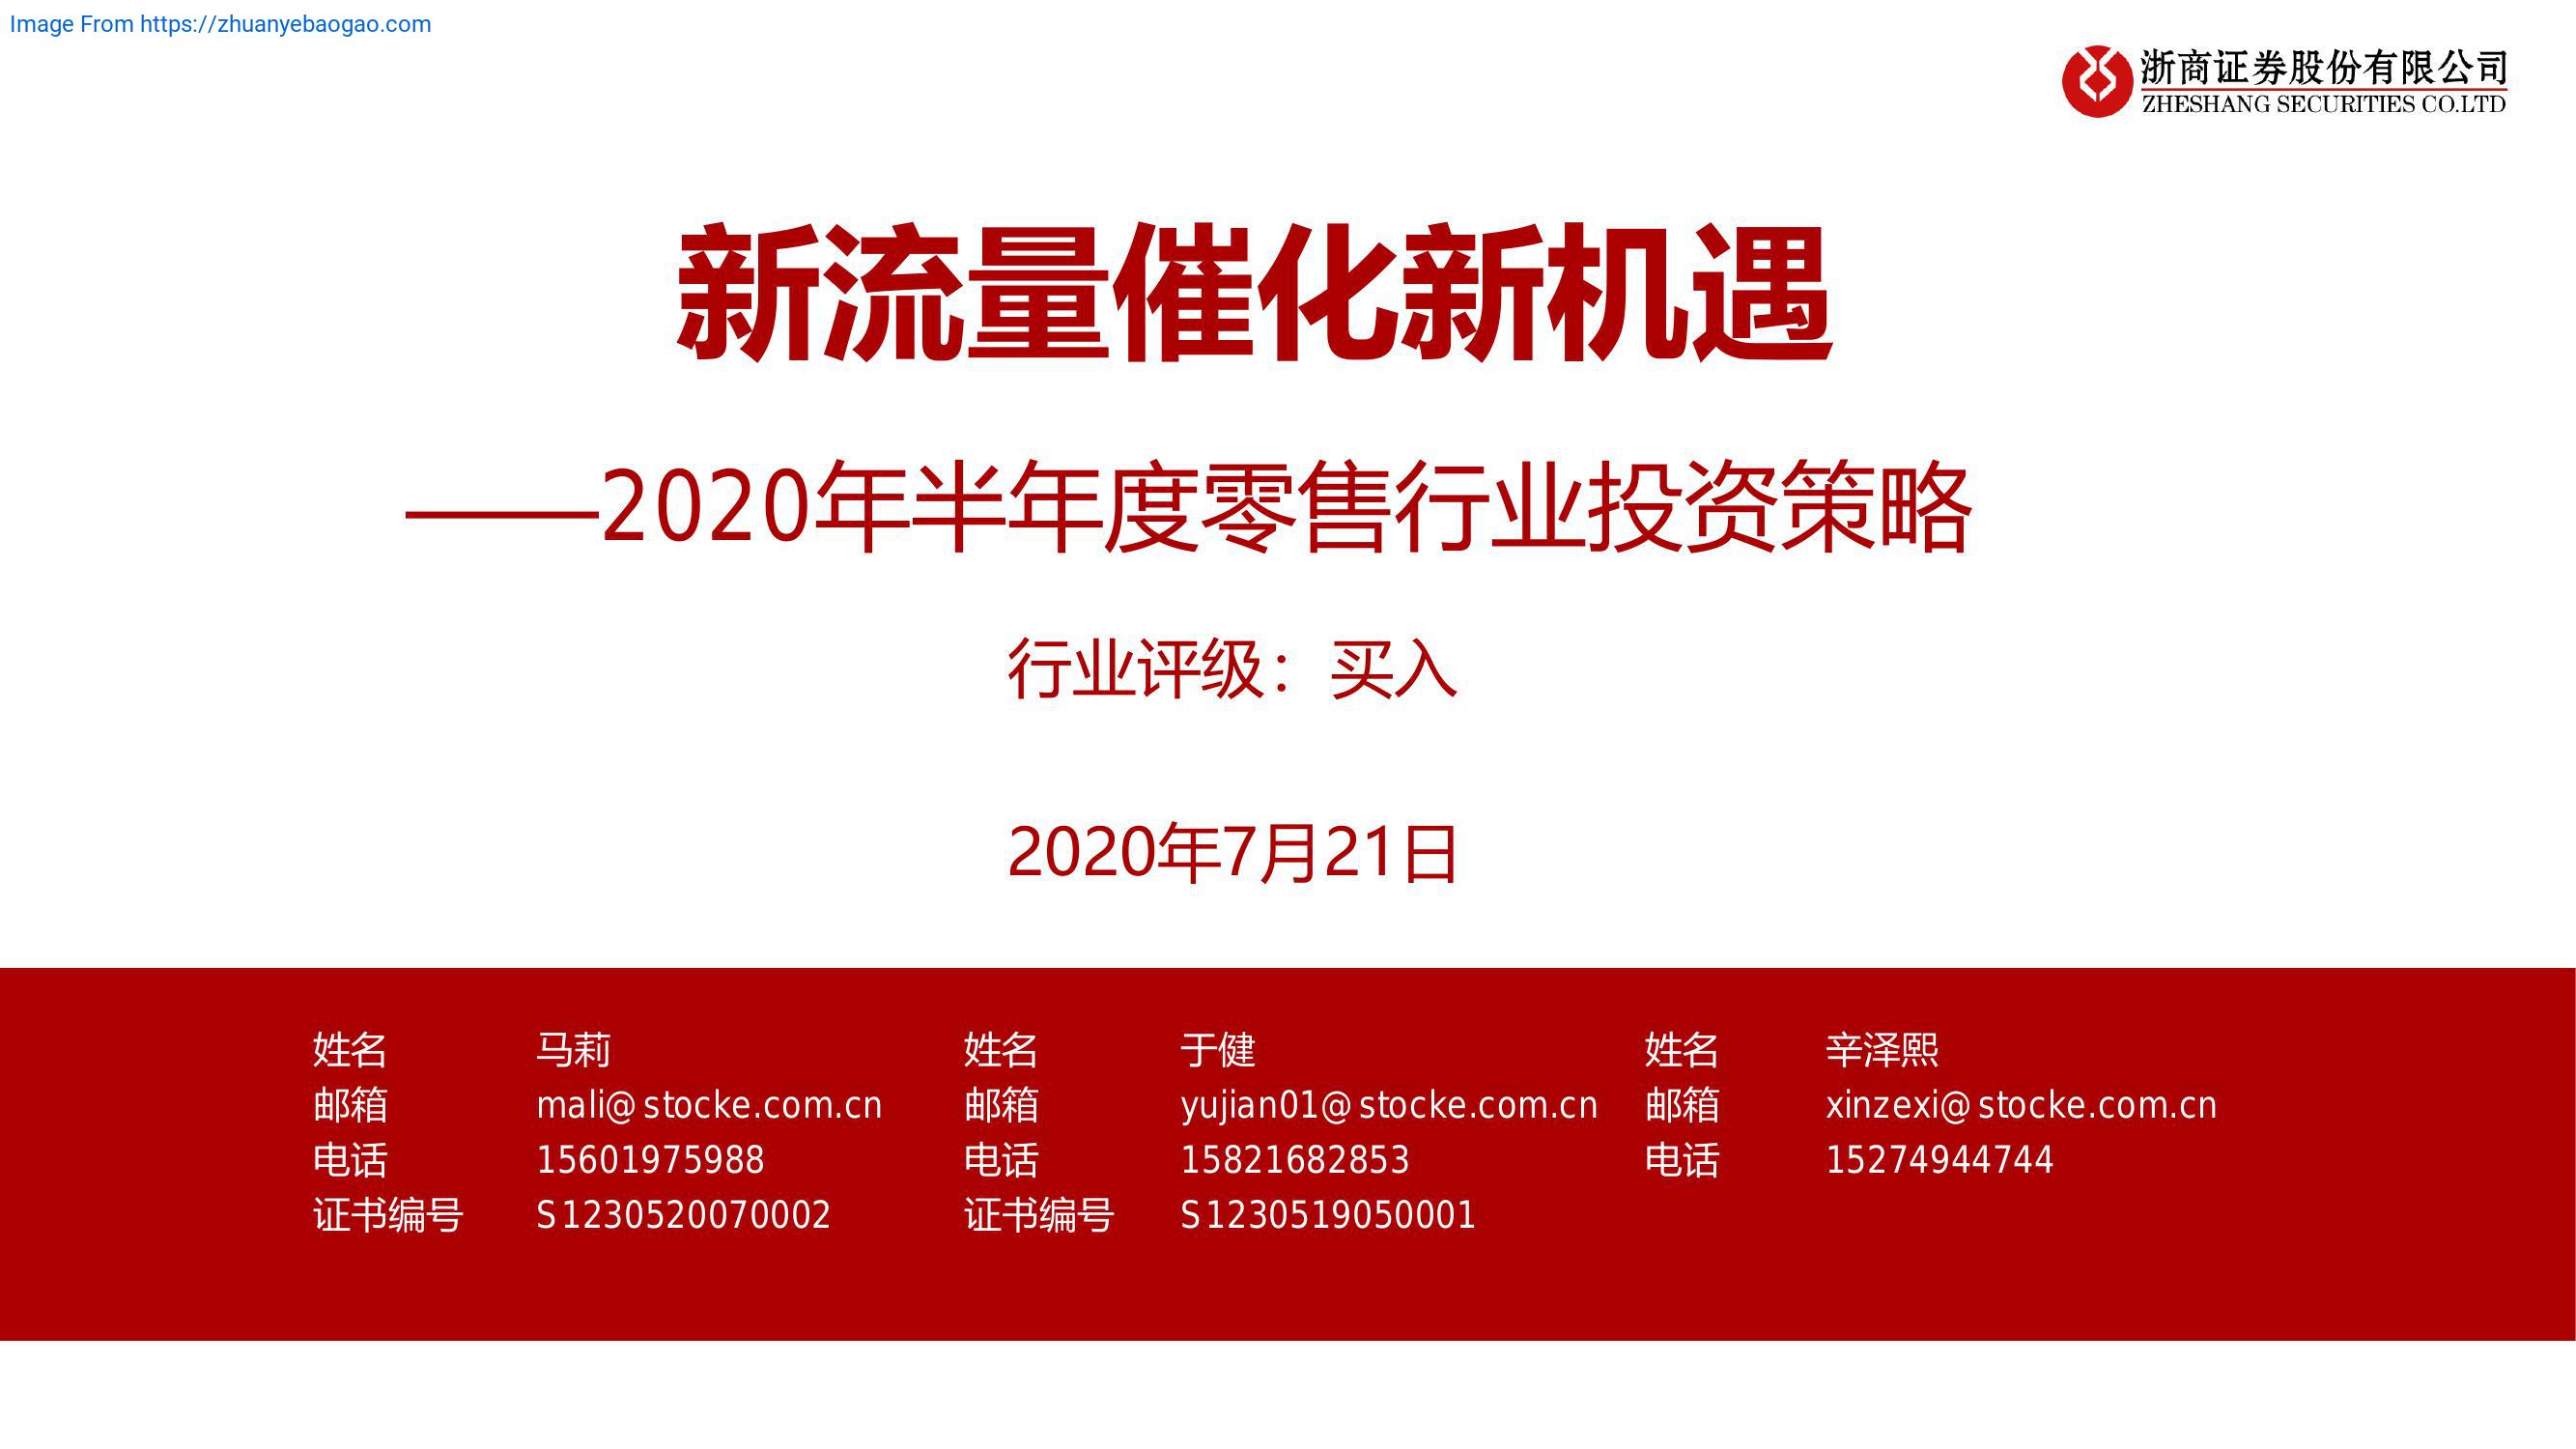 Image From https://zhuanyebaogao.com
浙商证券股份有限公司
ZHESHANG SECURITIES CO.LTD
新流量催化新机遇
——2020年半年度零售行业投资策略
行业评级：买入
2020年7月21日
姓名 马莉 姓名 于健 姓名 辛泽熙
邮箱 mali@stocke.com.cn 邮箱 yujian01@stocke.com.cn 邮箱 xinzexi@stocke.com.cn
电话 15601975988 电话 15821682853 电话 15274944744
证书编号 S1230520070002 证书编号 S1230519050001